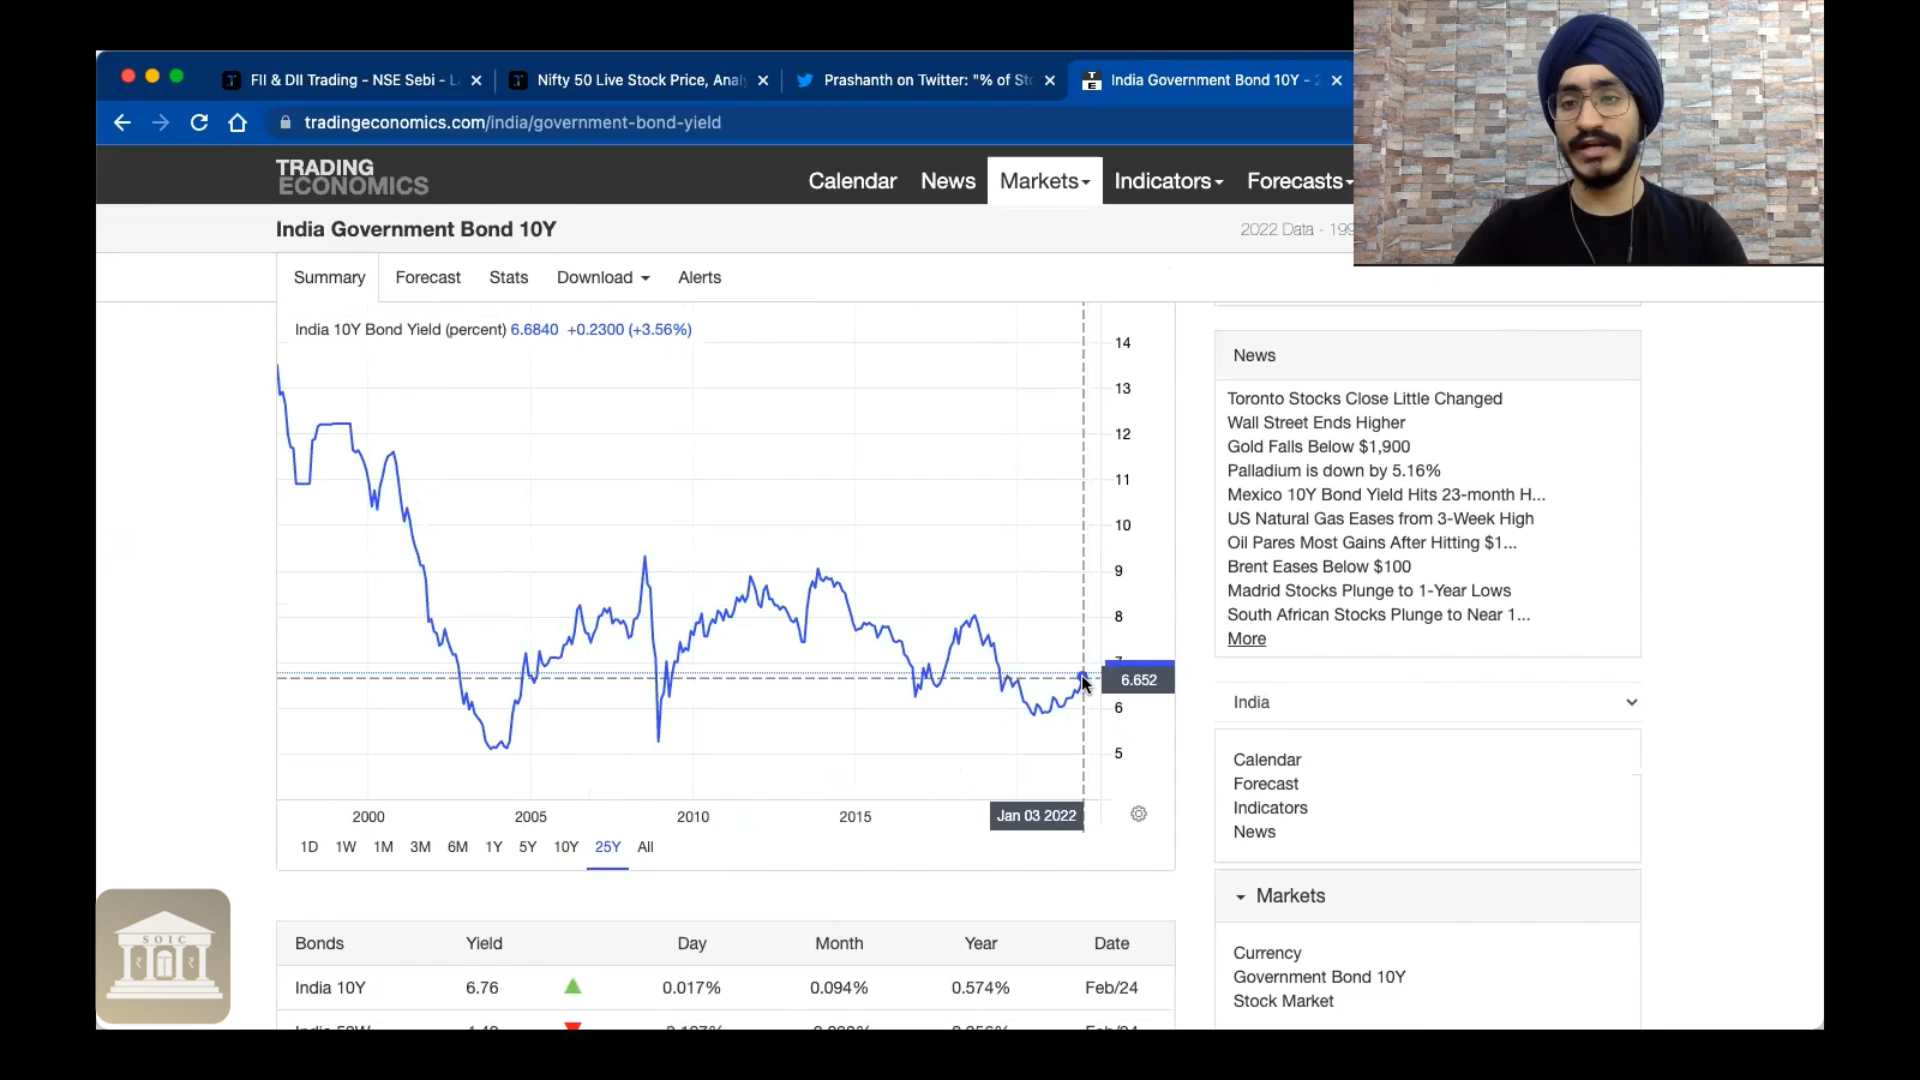 FII & DII Trading - NSE Sebi - L
Nifty 50 Live Stock Price, Anal
Prashanth on Twitter: "% of Sto
India Government Bond 10Y - 2
tradingeconomics.com/india/government-bond-yield
TRADING
ECONOMICS
Calendar News Markets Indicators Forecasts
India Government Bond 10Y
2022 Data - 199
Summary Forecast Stats Download Alerts
India 10Y Bond Yield (percent) 6.6840 +0.2300 (+3.56%)
14
13
12
11
10
9
8
7
6.652
6
5
2000 2005 2010 2015 Jan 03 2022
1D 1W 1M 3M 6M 1Y 5Y 10Y 25Y All
Bonds Yield Day Month Year Date
India 10Y 6.76 0.017% 0.094% 0.574% Feb/24
News
Toronto Stocks Close Little Changed
Wall Street Ends Higher
Gold Falls Below $1,900
Palladium is down by 5.16%
Mexico 10Y Bond Yield Hits 23-month H...
US Natural Gas Eases from 3-Week High
Oil Pares Most Gains After Hitting $1...
Brent Eases Below $100
Madrid Stocks Plunge to 1-Year Lows
South African Stocks Plunge to Near 1...
More
India
Calendar
Forecast
Indicators
News
Markets
Currency
Government Bond 10Y
Stock Market
SOIC